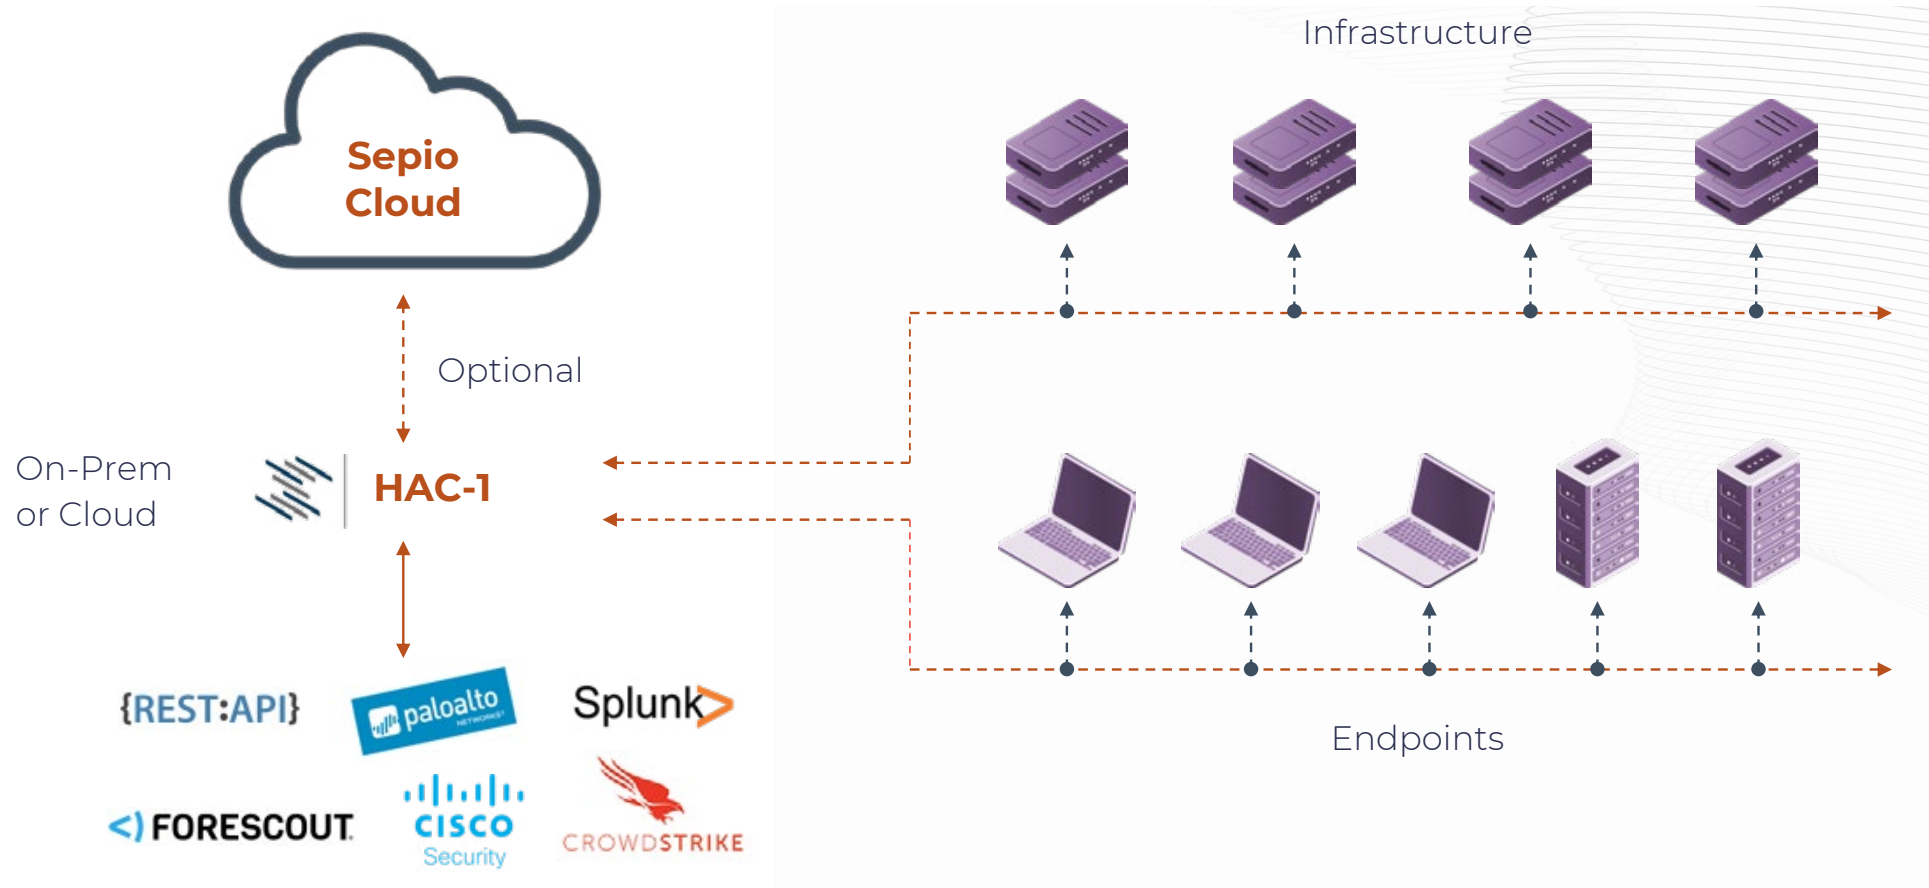 Infrastructure
Sepio
Cloud
Optional
On-Prem
or Cloud
HAC-1
{REST:API}
paloalto
NETWORKS
Splunk>
Endpoints
<) FORESCOUT.
CISCO
Security
CROWDSTRIKE